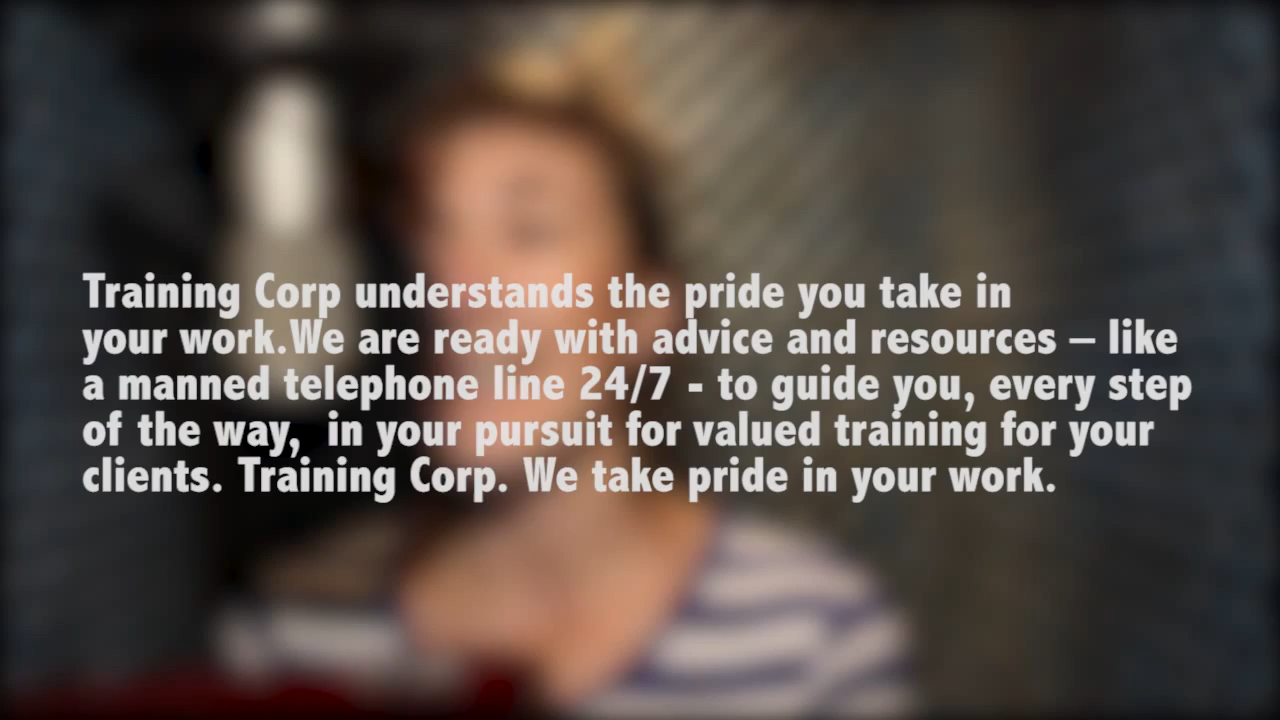 Training Corp understands the pride you take in
your work.We are ready with advice and resources – like
a manned telephone line 24/7 - to guide you, every step
of the way,  in your pursuit for valued training for your
clients. Training Corp. We take pride in your work.